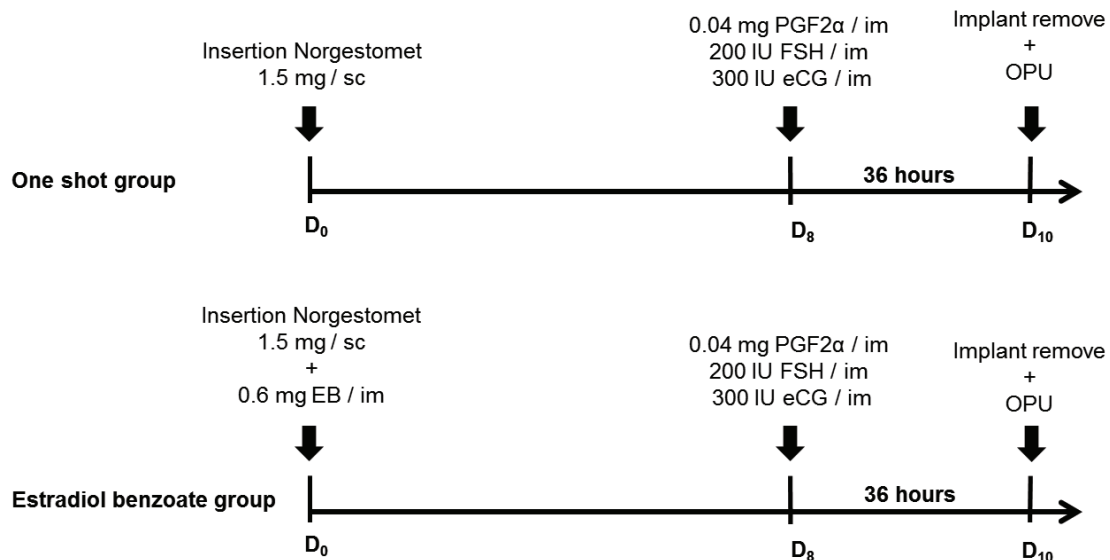 Insertion Norgestomet
1.5 mg / sc
0.04 mg PGF2α / im
200 IU FSH / im
300 IU eCG / im
Implant remove
+
OPU
One shot group
36 hours
D₀
D₈
D₁₀
Insertion Norgestomet
1.5 mg / sc
+
0.6 mg EB / im
0.04 mg PGF2α / im
200 IU FSH / im
300 IU eCG / im
Implant remove
+
OPU
Estradiol benzoate group
36 hours
D₀
D₈
D₁₀